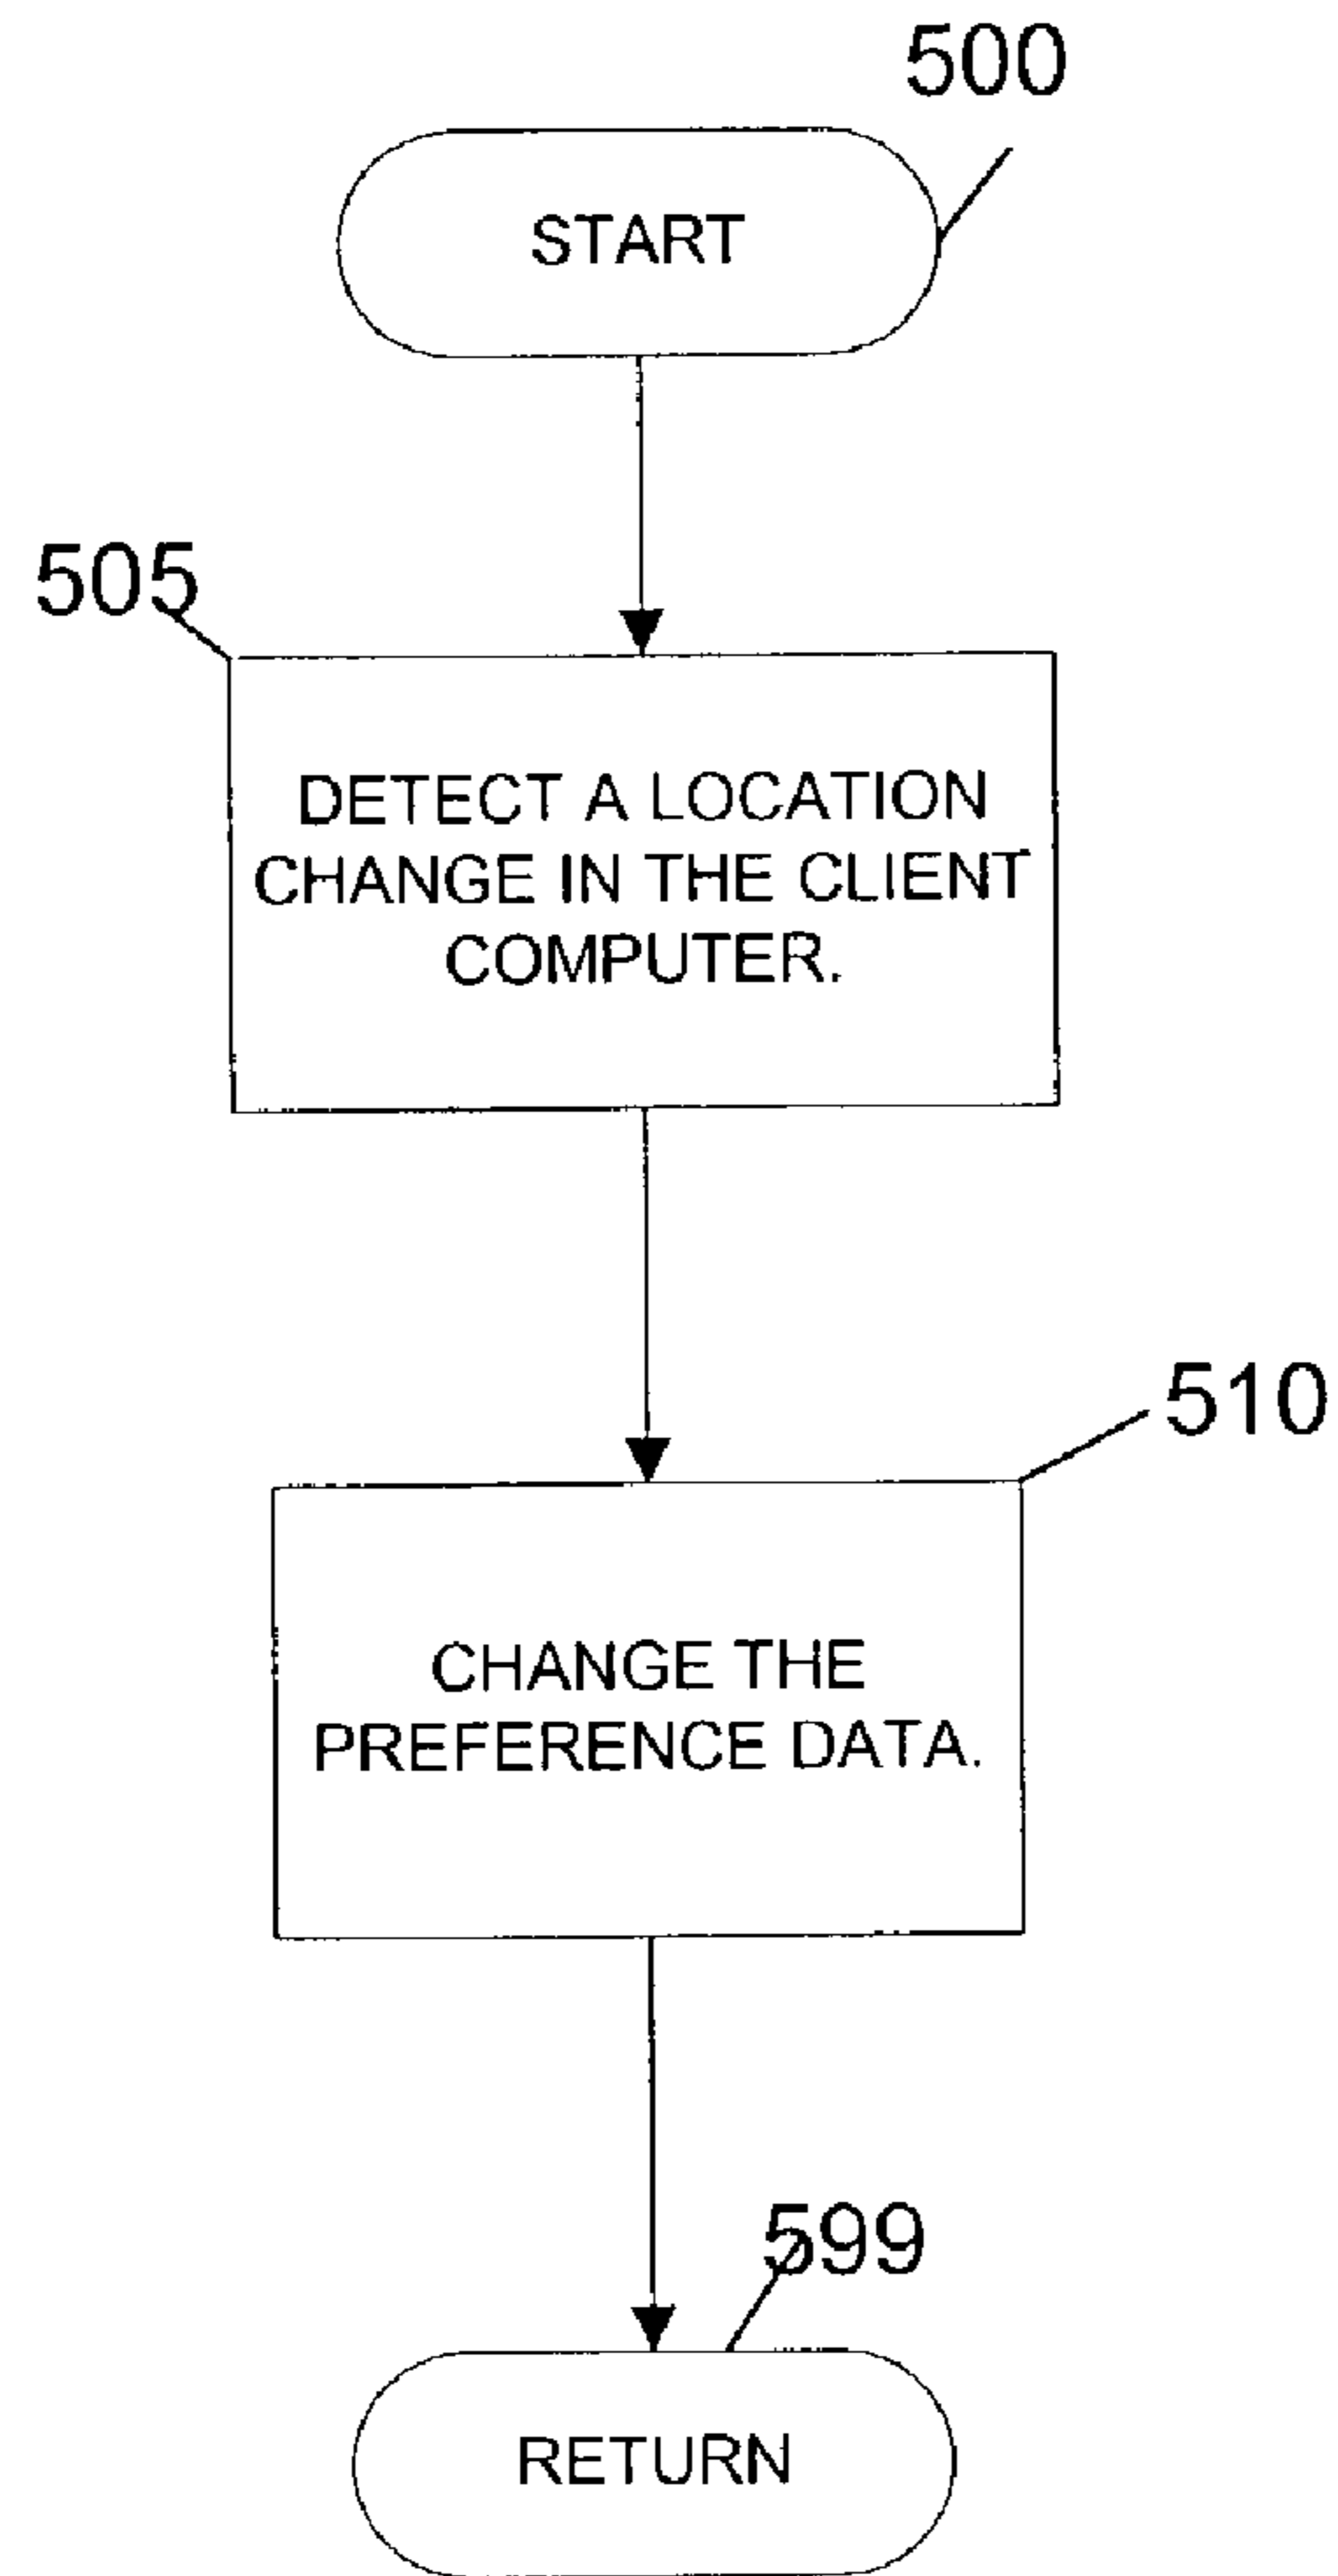 500
START
505
DETECT A LOCATION
CHANGE IN THE CLIENT
COMPUTER.
510
CHANGE THE
PREFERENCE DATA.
599
RETURN